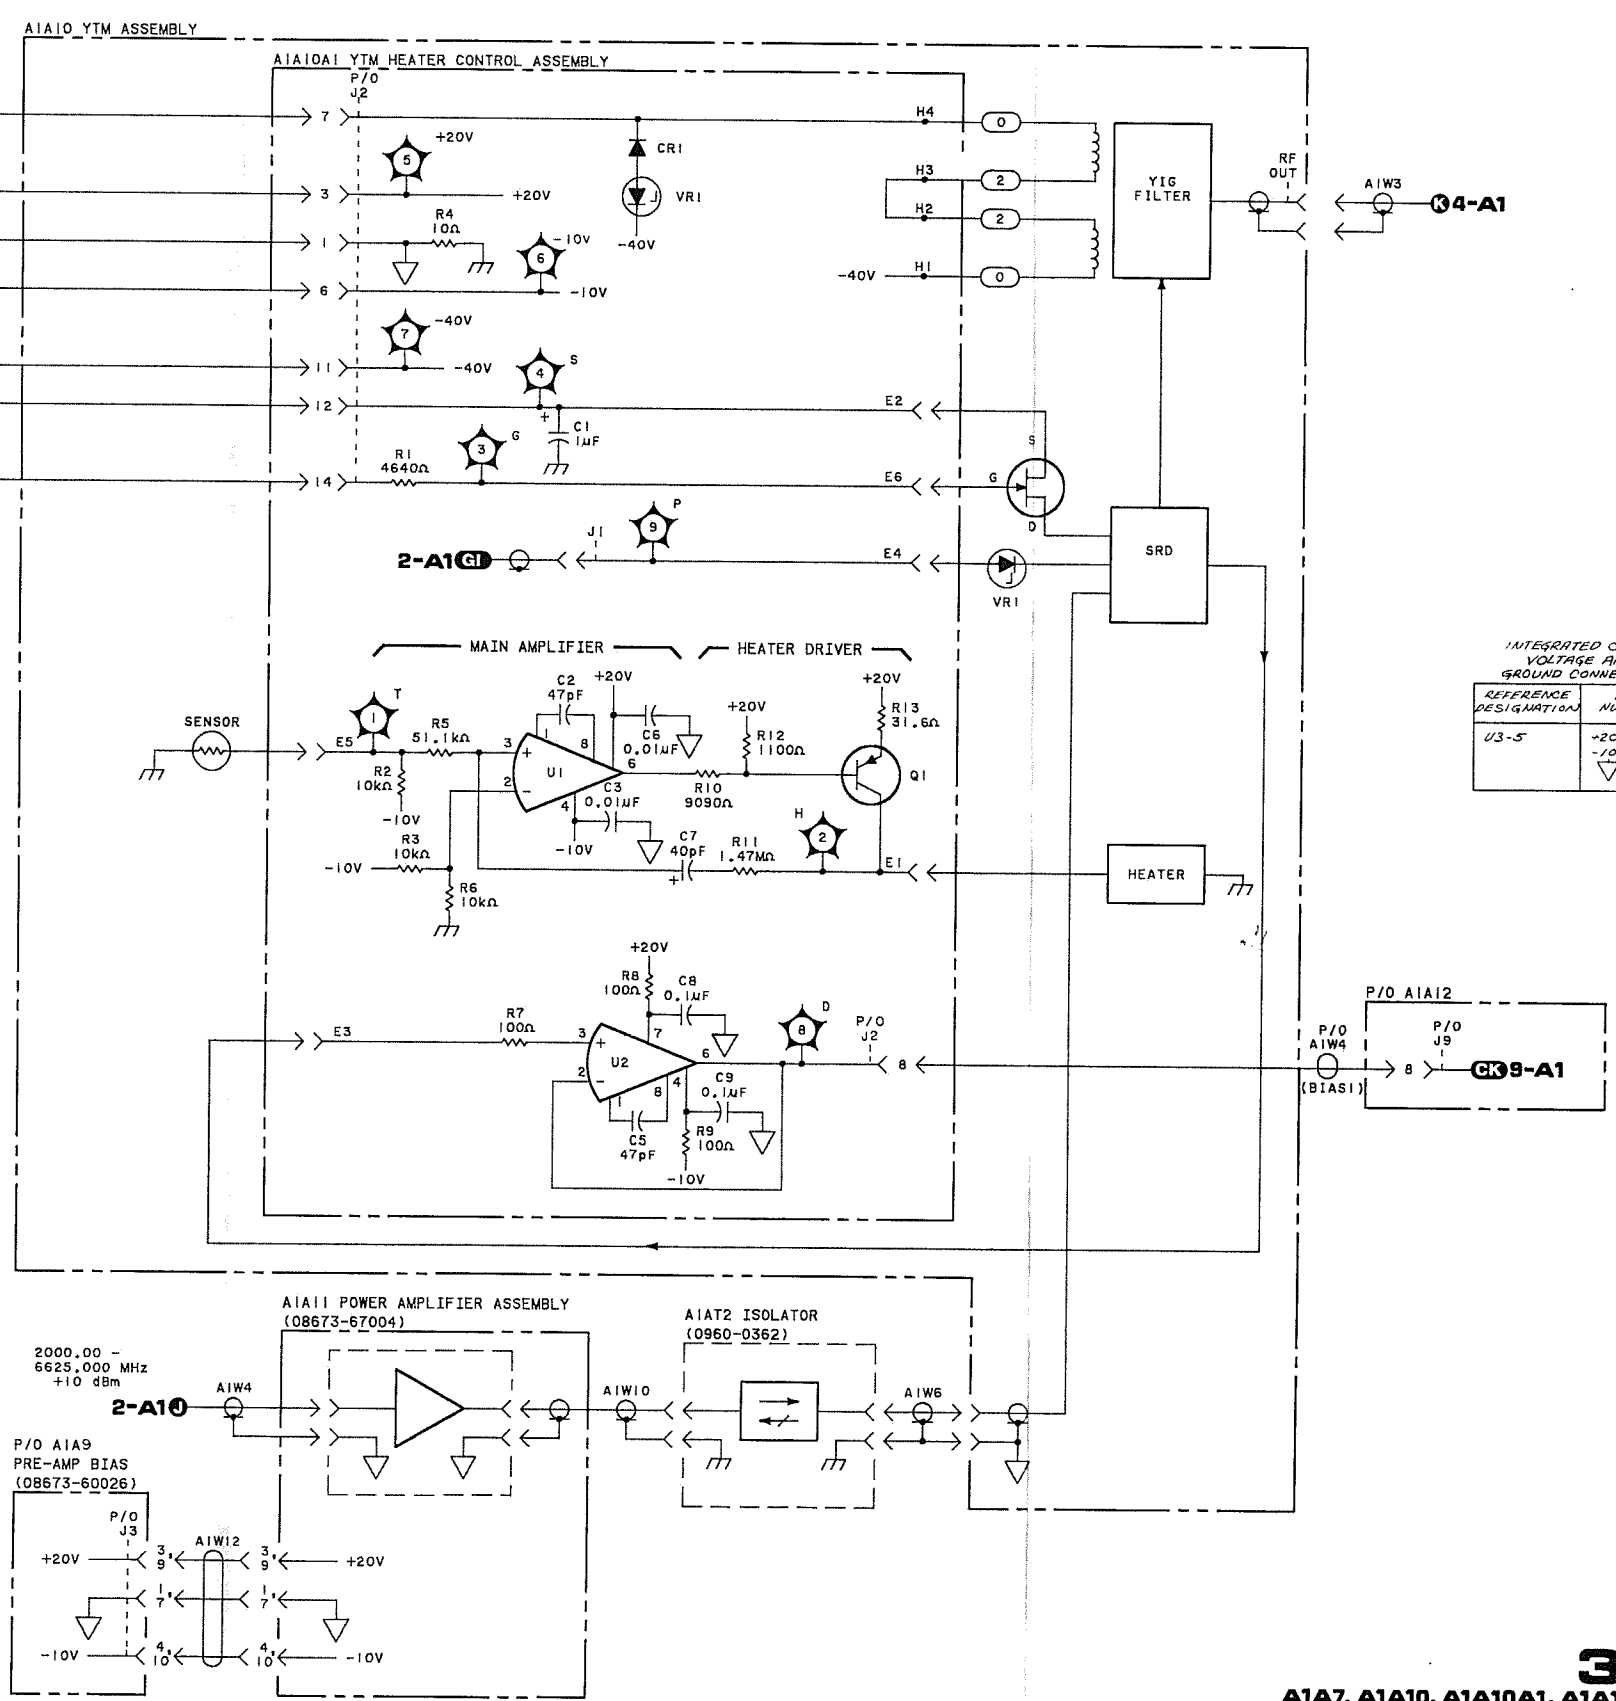 A1A10 YTM ASSEMBLY
A1A10A1 YTM HEATER CONTROL ASSEMBLY
P/O
J2
7
H4
0
5
+20V
CR1
3
+20V
VR1
-40V
H3
2
H2
2
H1
-40V
0
YIG
FILTER
RF
OUT
A1W3
K 4-A1
1
R4
10Ω
6
-10V
6
-10V
7
-40V
11
-40V
4
S
12
+
C1
1µF
E2
S
3
G
R1
4640Ω
14
E6
G
D
9
P
J1
2-A1 GI
E4
VR1
SRD
INTEGRATED C
VOLTAGE A
GROUND CONNE
REFERENCE
DESIGNATION
U3-5
+20
-10
MAIN AMPLIFIER
HEATER DRIVER
SENSOR
1
T
E5
R5
51.1kΩ
R2
10kΩ
-10V
R3
10kΩ
-10V
R6
10kΩ
C2
47pF
+20V
1
8
3
+
2
-
U1
6
4
C6
0.01µF
C3
0.01µF
-10V
+20V
R12
1100Ω
R10
9090Ω
+20V
R13
31.6Ω
Q1
2
H
C7
40pF
+
R11
1.47MΩ
E1
HEATER
E3
R7
100Ω
+20V
R8
100Ω
C8
0.1µF
3
+
2
-
U2
7
6
4
8
1
C9
0.1µF
C5
47pF
R9
100Ω
-10V
8
D
P/O
J2
8
P/O
A1W4
(BIAS1)
P/O A1A12
P/O
J9
8
CK 9-A1
A1A11 POWER AMPLIFIER ASSEMBLY
(08673-67004)
A1AT2 ISOLATOR
(0960-0362)
2000.00 -
6625.000 MHz
+10 dBm
2-A1 J
A1W4
A1W10
A1W6
P/O A1A9
PRE-AMP BIAS
(08673-60026)
P/O
J3
A1W12
+20V
3,
9
3,
9
+20V
1,
7
1,
7
-10V
4,
10
4,
10
-10V
3
A1A7, A1A10, A1A10A1, A1A1